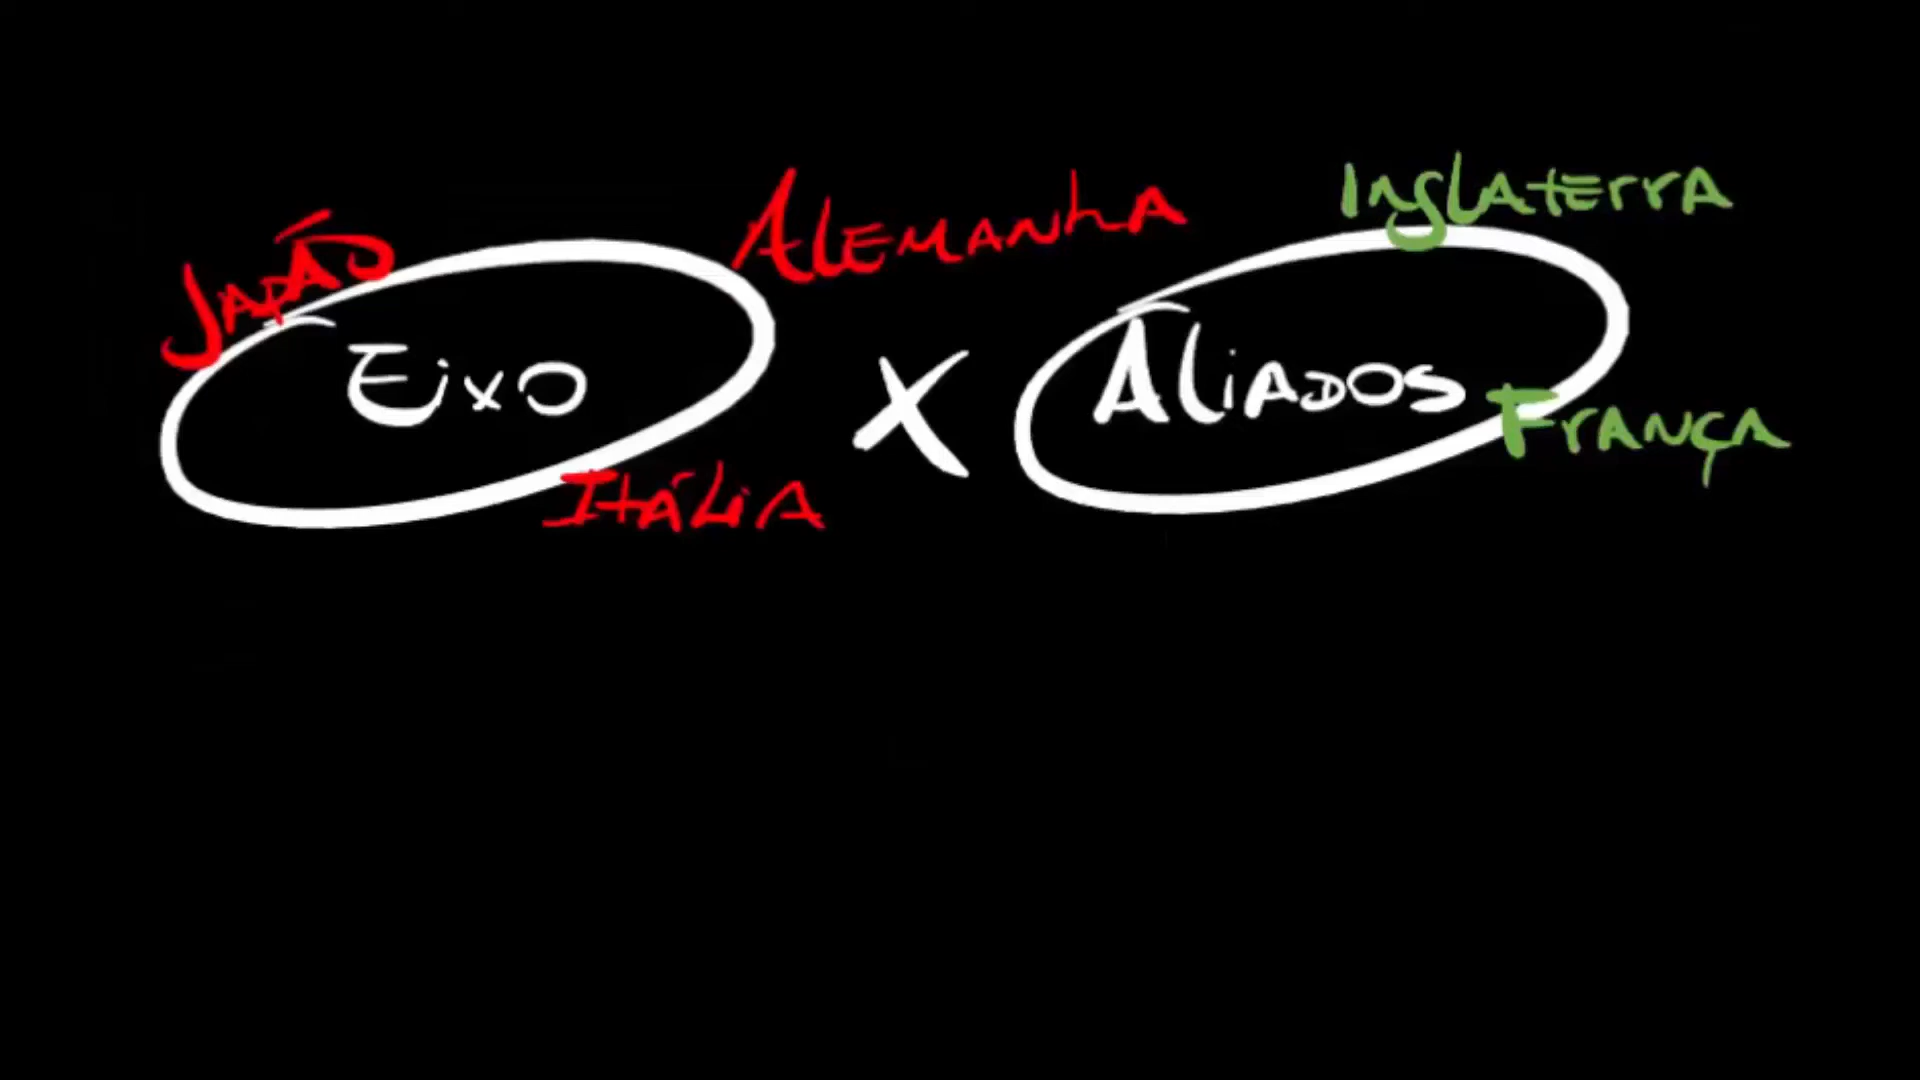 Japão
Alemanha
Eixo
Itália
X
Inglaterra
Aliados
França